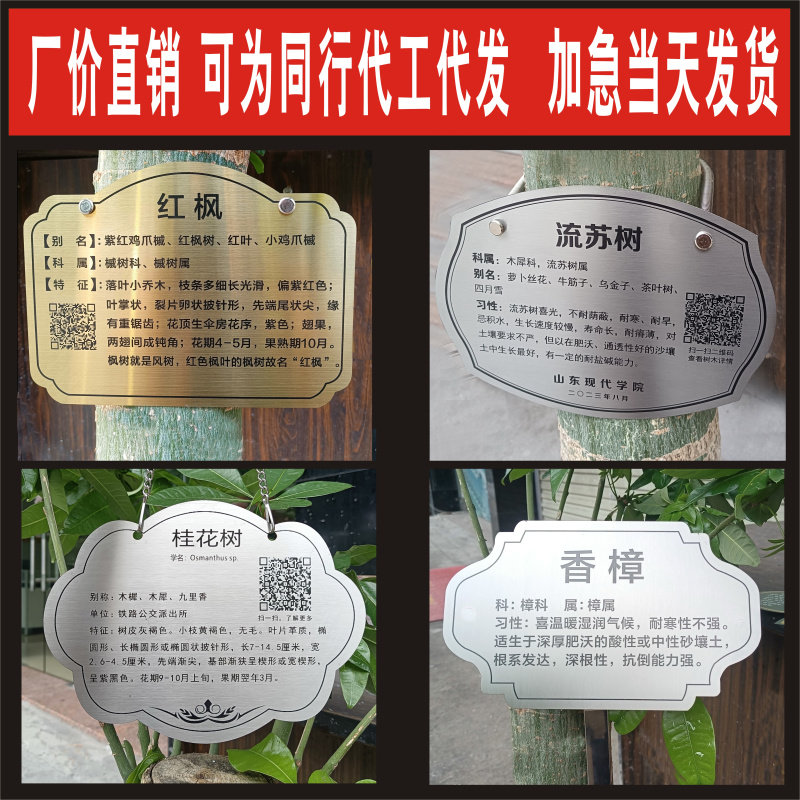 厂价直销 可为同行代工代发 加急当天发货
红枫
【别 名】:紫红鸡爪槭、红枫树、红叶、小鸡爪槭
【科 属】:槭树科、槭树属
【特 征】:落叶小乔木，枝条多细长光滑，偏紫红色；
叶掌状，裂片卵状披针形，先端尾状尖，缘
有重锯齿；花顶生伞房花序，紫色；翅果，
两翅间成钝角；花期4-5月，果熟期10月。
枫树就是风树，红色枫叶的枫树故名“红枫”。
流苏树
科属：木犀科，流苏树属
别名：萝卜丝花、牛筋子、乌金子、茶叶树、
四月雪
习性：流苏树喜光，不耐荫蔽，耐寒、耐旱，
忌积水，生长速度较慢，寿命长，耐瘠薄，对
土壤要求不严，但以在肥沃、通透性好的沙壤
土中生长最好，有一定的耐盐碱能力。
扫一扫二维码
查看树木详情
山东现代学院
二〇二三年八月
桂花树
学名：Osmanthus sp.
扫一扫，了解更多
别称：木樨、木犀、九里香
单位：铁路公交派出所
特征：树皮灰褐色。小枝黄褐色，无毛。叶片革质，椭
圆形、长椭圆形或椭圆状披针形，长7-14.5厘米，宽
2.6-4.5厘米，先端渐尖，基部渐狭呈楔形或宽楔形，
呈紫黑色。花期9-10月上旬，果期翌年3月。
香樟
科：樟科 属：樟属
习性：喜温暖湿润气候，耐寒性不强。
适生于深厚肥沃的酸性或中性砂壤土，
根系发达，深根性，抗倒能力强。